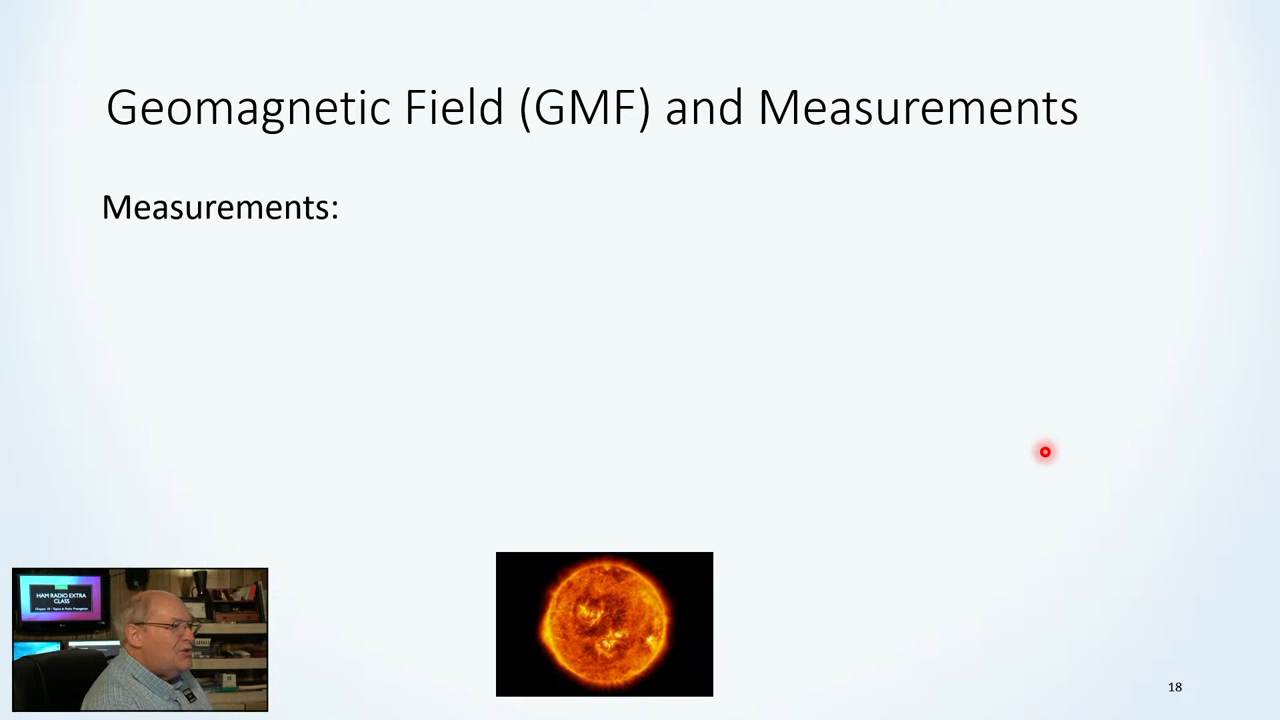 Geomagnetic Field (GMF) and Measurements
Measurements:
HAM RADIO EXTRA
CLASS
18